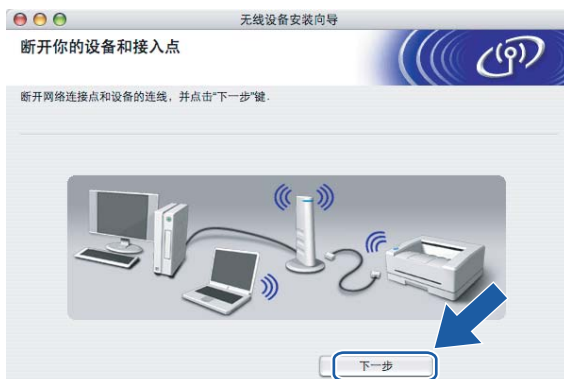 无线设备安装向导
断开你的设备和接入点
断开网络连接点和设备的连线，并点击“下一步”键.
下一步